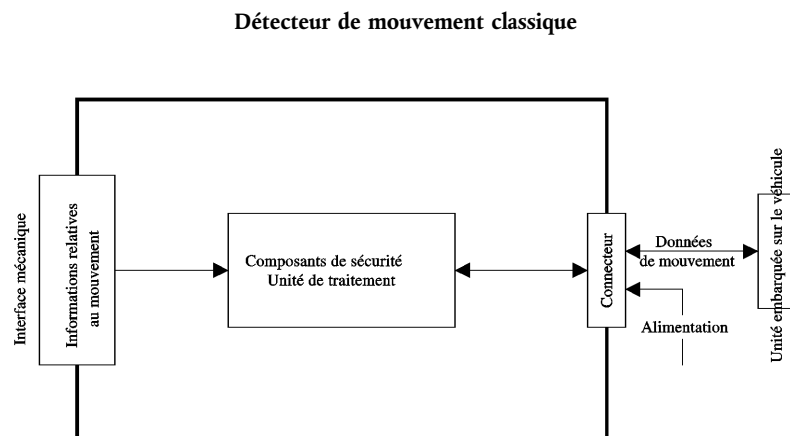 Détecteur de mouvement classique
Interface mécanique
Informations relatives
au mouvement
Composants de sécurité
Unité de traitement
Connecteur
Données
de mouvement
Alimentation
Unité embarquée sur le véhicule